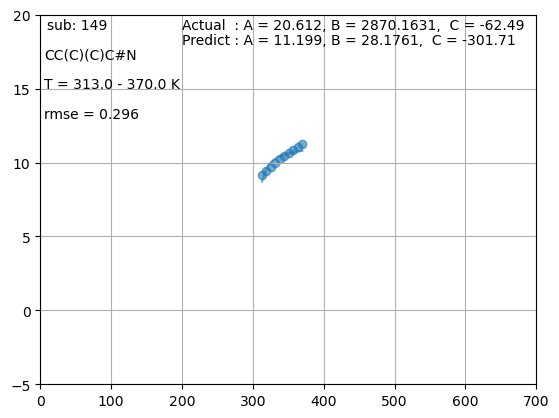 sub: 149
Actual  : A = 20.612, B = 2870.1631,  C = -62.49
Predict : A = 11.199, B = 28.1761,  C = -301.71
CC(C)(C)C#N
T = 313.0 - 370.0 K
rmse = 0.296
20
15
10
5
0
−5
0 100 200 300 400 500 600 700